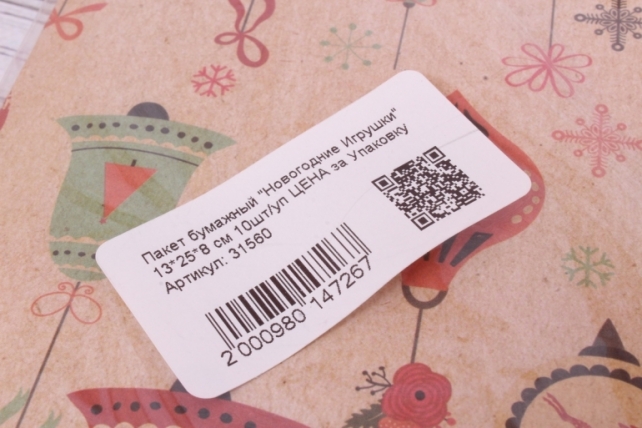 Пакет бумажный "Новогодние Игрушки"
13*25*8 см 10шт/уп ЦЕНА за Упаковку
Артикул: 31560
2 000980 147267